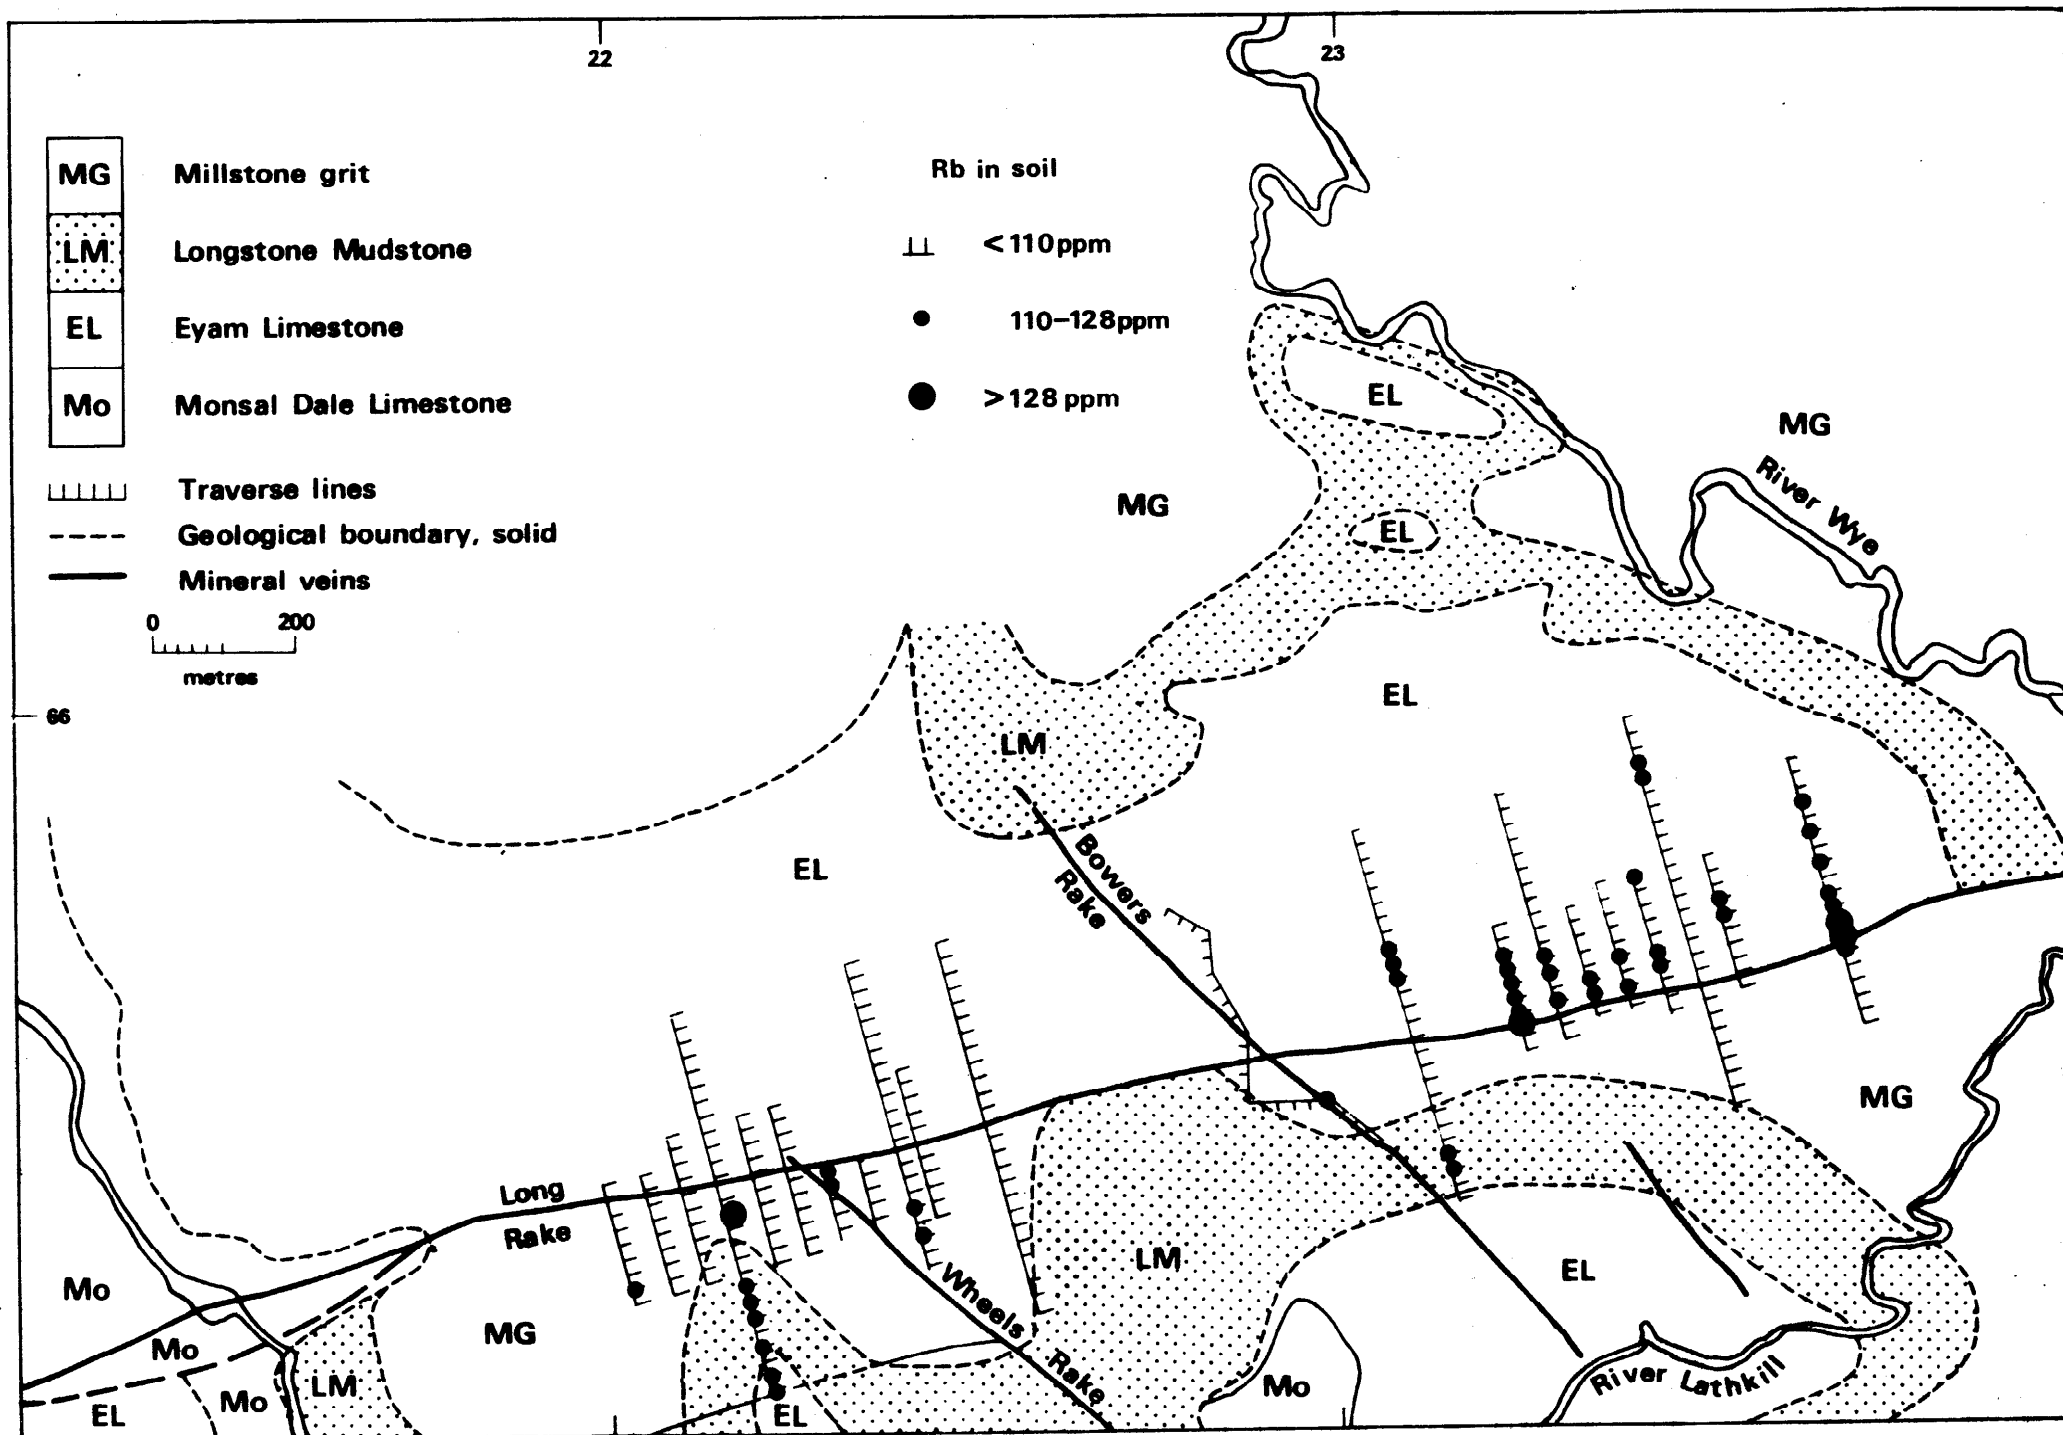 22
23
MG Millstone grit
LM Longstone Mudstone
EL Eyam Limestone
Mo Monsal Dale Limestone
Traverse lines
Geological boundary, solid
Mineral veins
0 200
metres
Rb in soil
<110ppm
110-128ppm
>128 ppm
66
EL
MG
River Wye
MG
EL
EL
LM
EL
Bowers
Rake
MG
Long
Rake
LM
EL
Wheels
Rake
Mo
MG
Mo
LM
Mo
EL
EL
Mo
River Lathkill